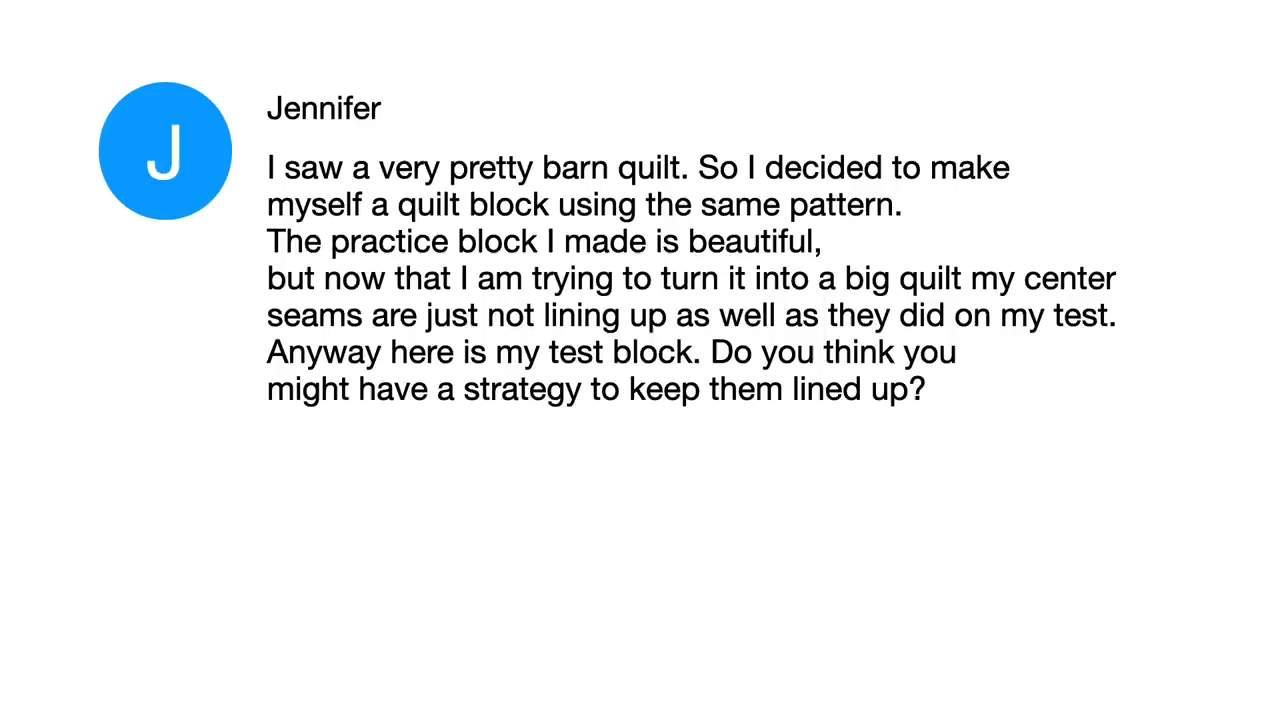 J
Jennifer
I saw a very pretty barn quilt. So I decided to make
myself a quilt block using the same pattern.
The practice block I made is beautiful,
but now that I am trying to turn it into a big quilt my center
seams are just not lining up as well as they did on my test.
Anyway here is my test block. Do you think you
might have a strategy to keep them lined up?